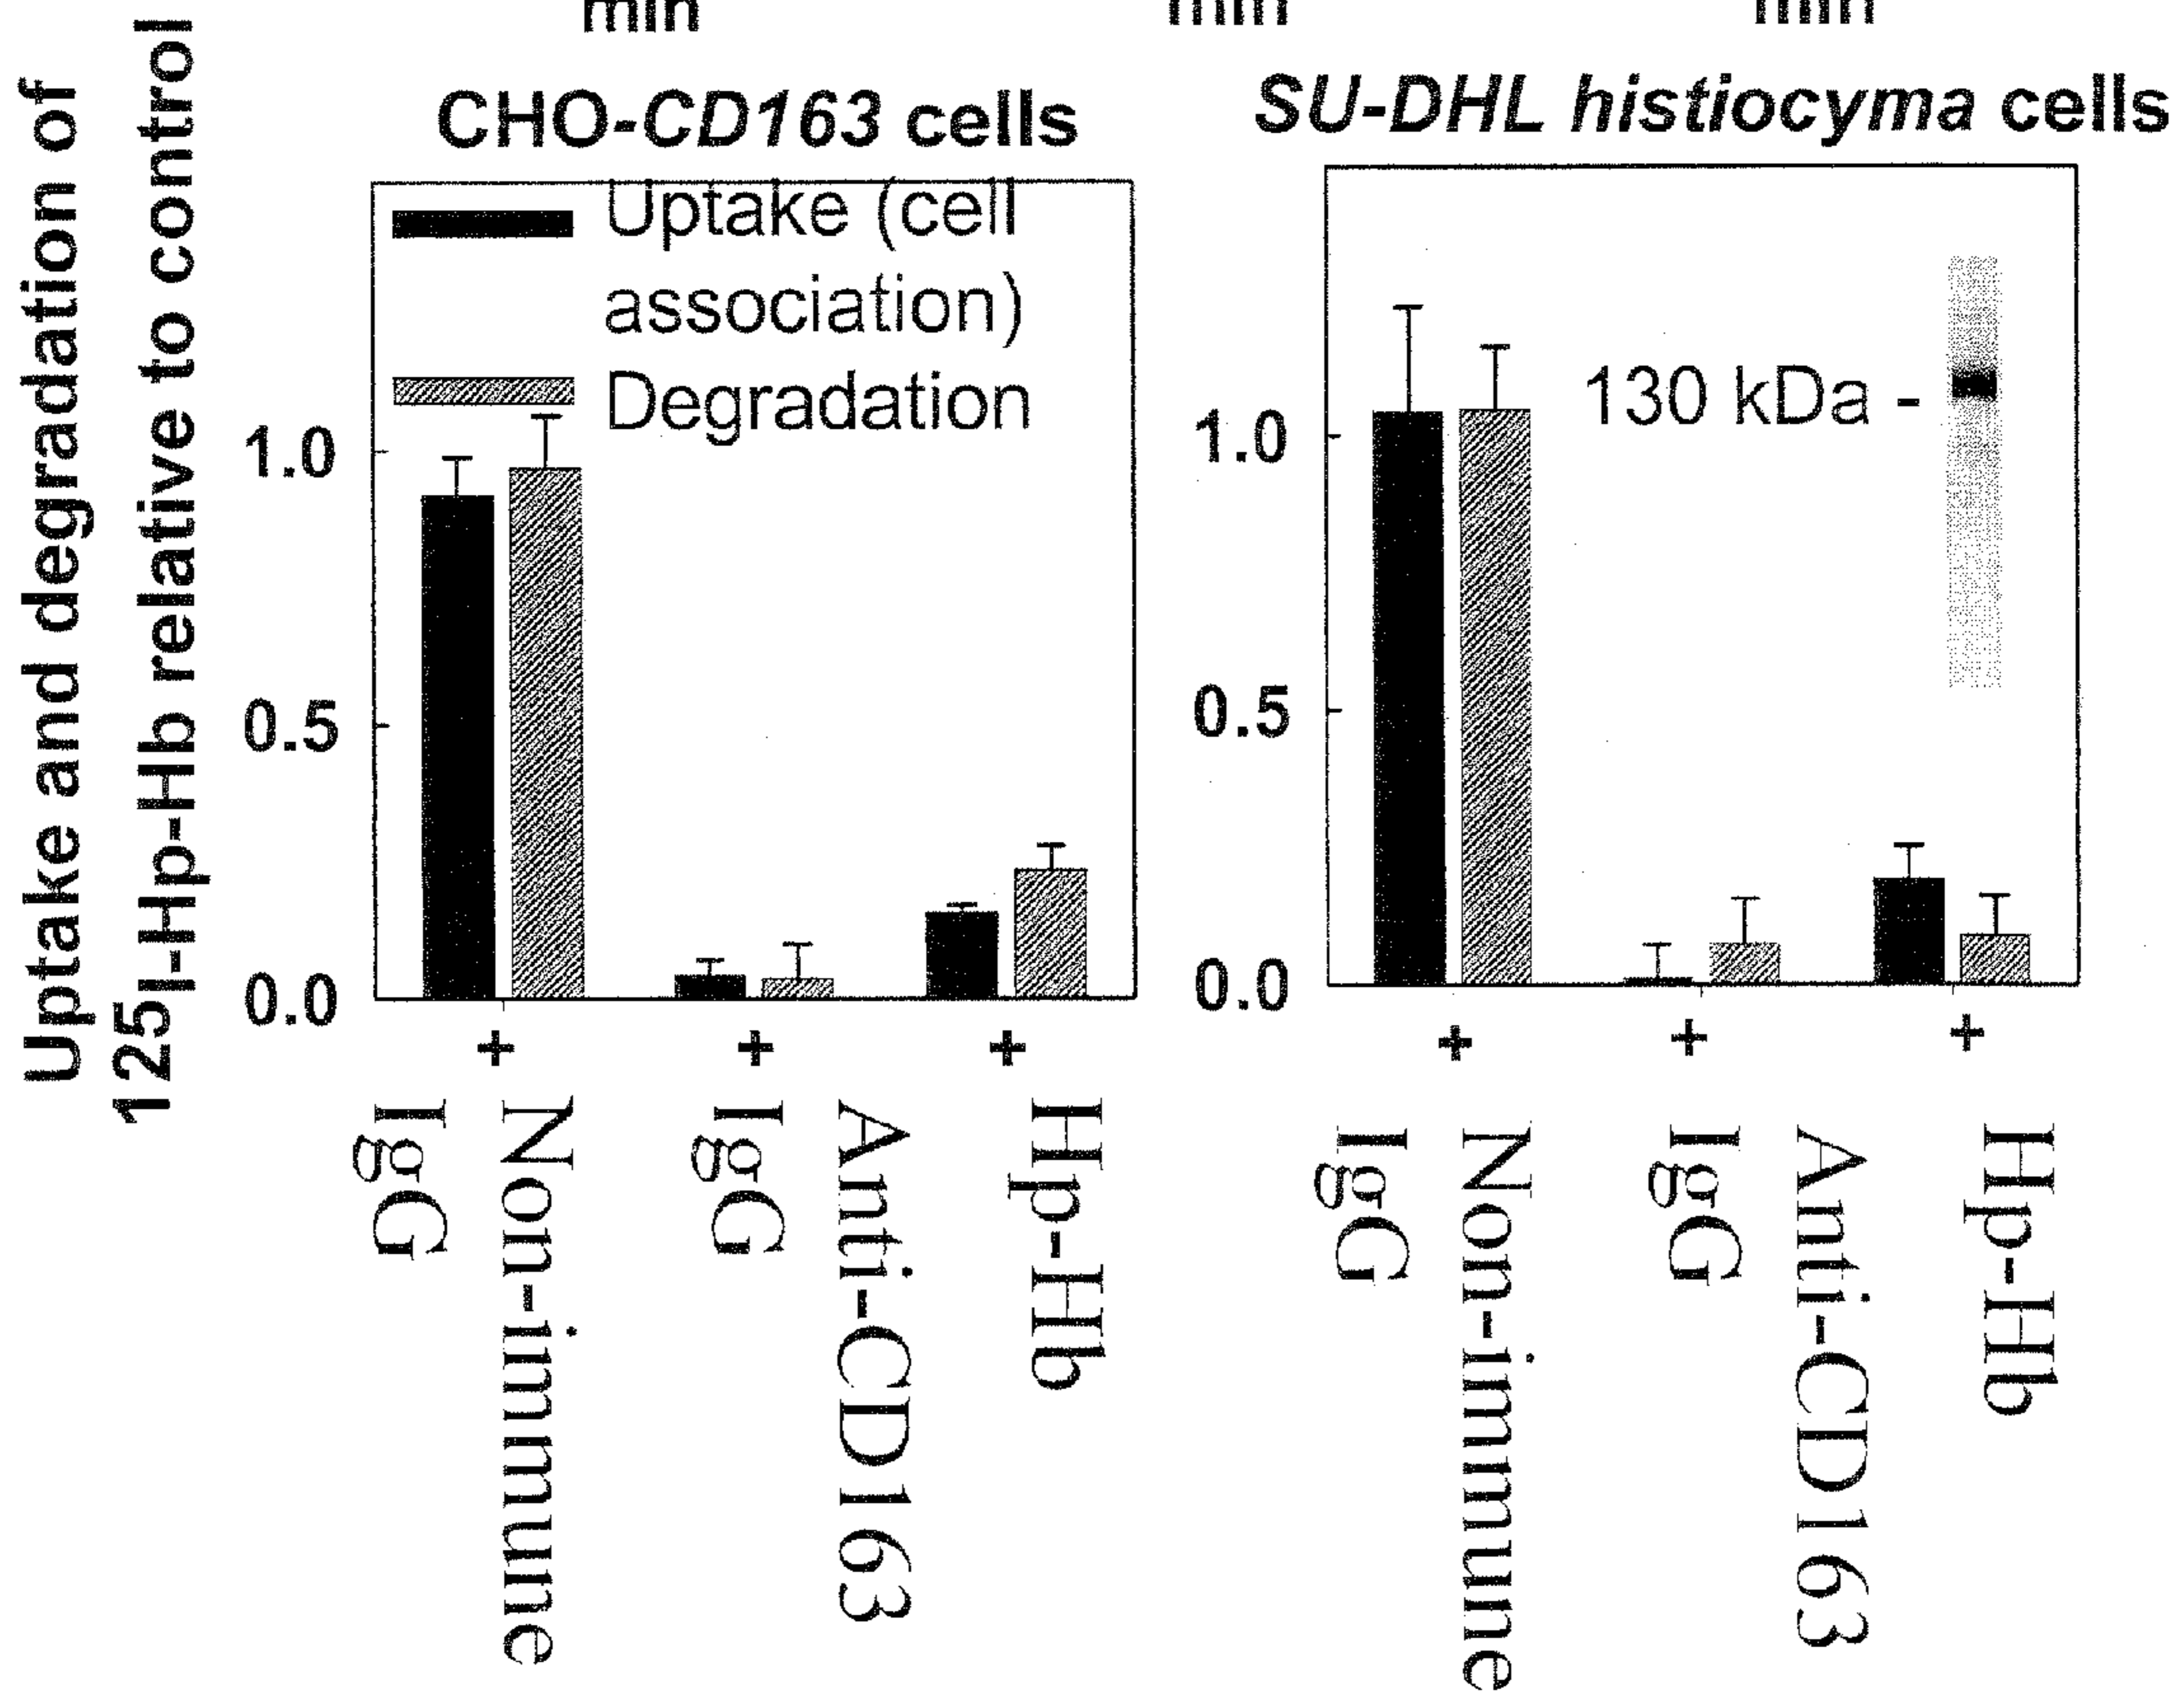 min min min
Uptake and degradation of
125I-Hp-Hb relative to control
CHO-CD163 cells
Uptake (cell
association)
Degradation
1.0
0.5
0.0
+ + +
Non-immune
IgG
Anti-CD163
IgG
Hp-Hb
SU-DHL histiocyma cells
130 kDa -
1.0
0.5
0.0
+ + +
Non-immune
IgG
Anti-CD163
IgG
Hp-Hb